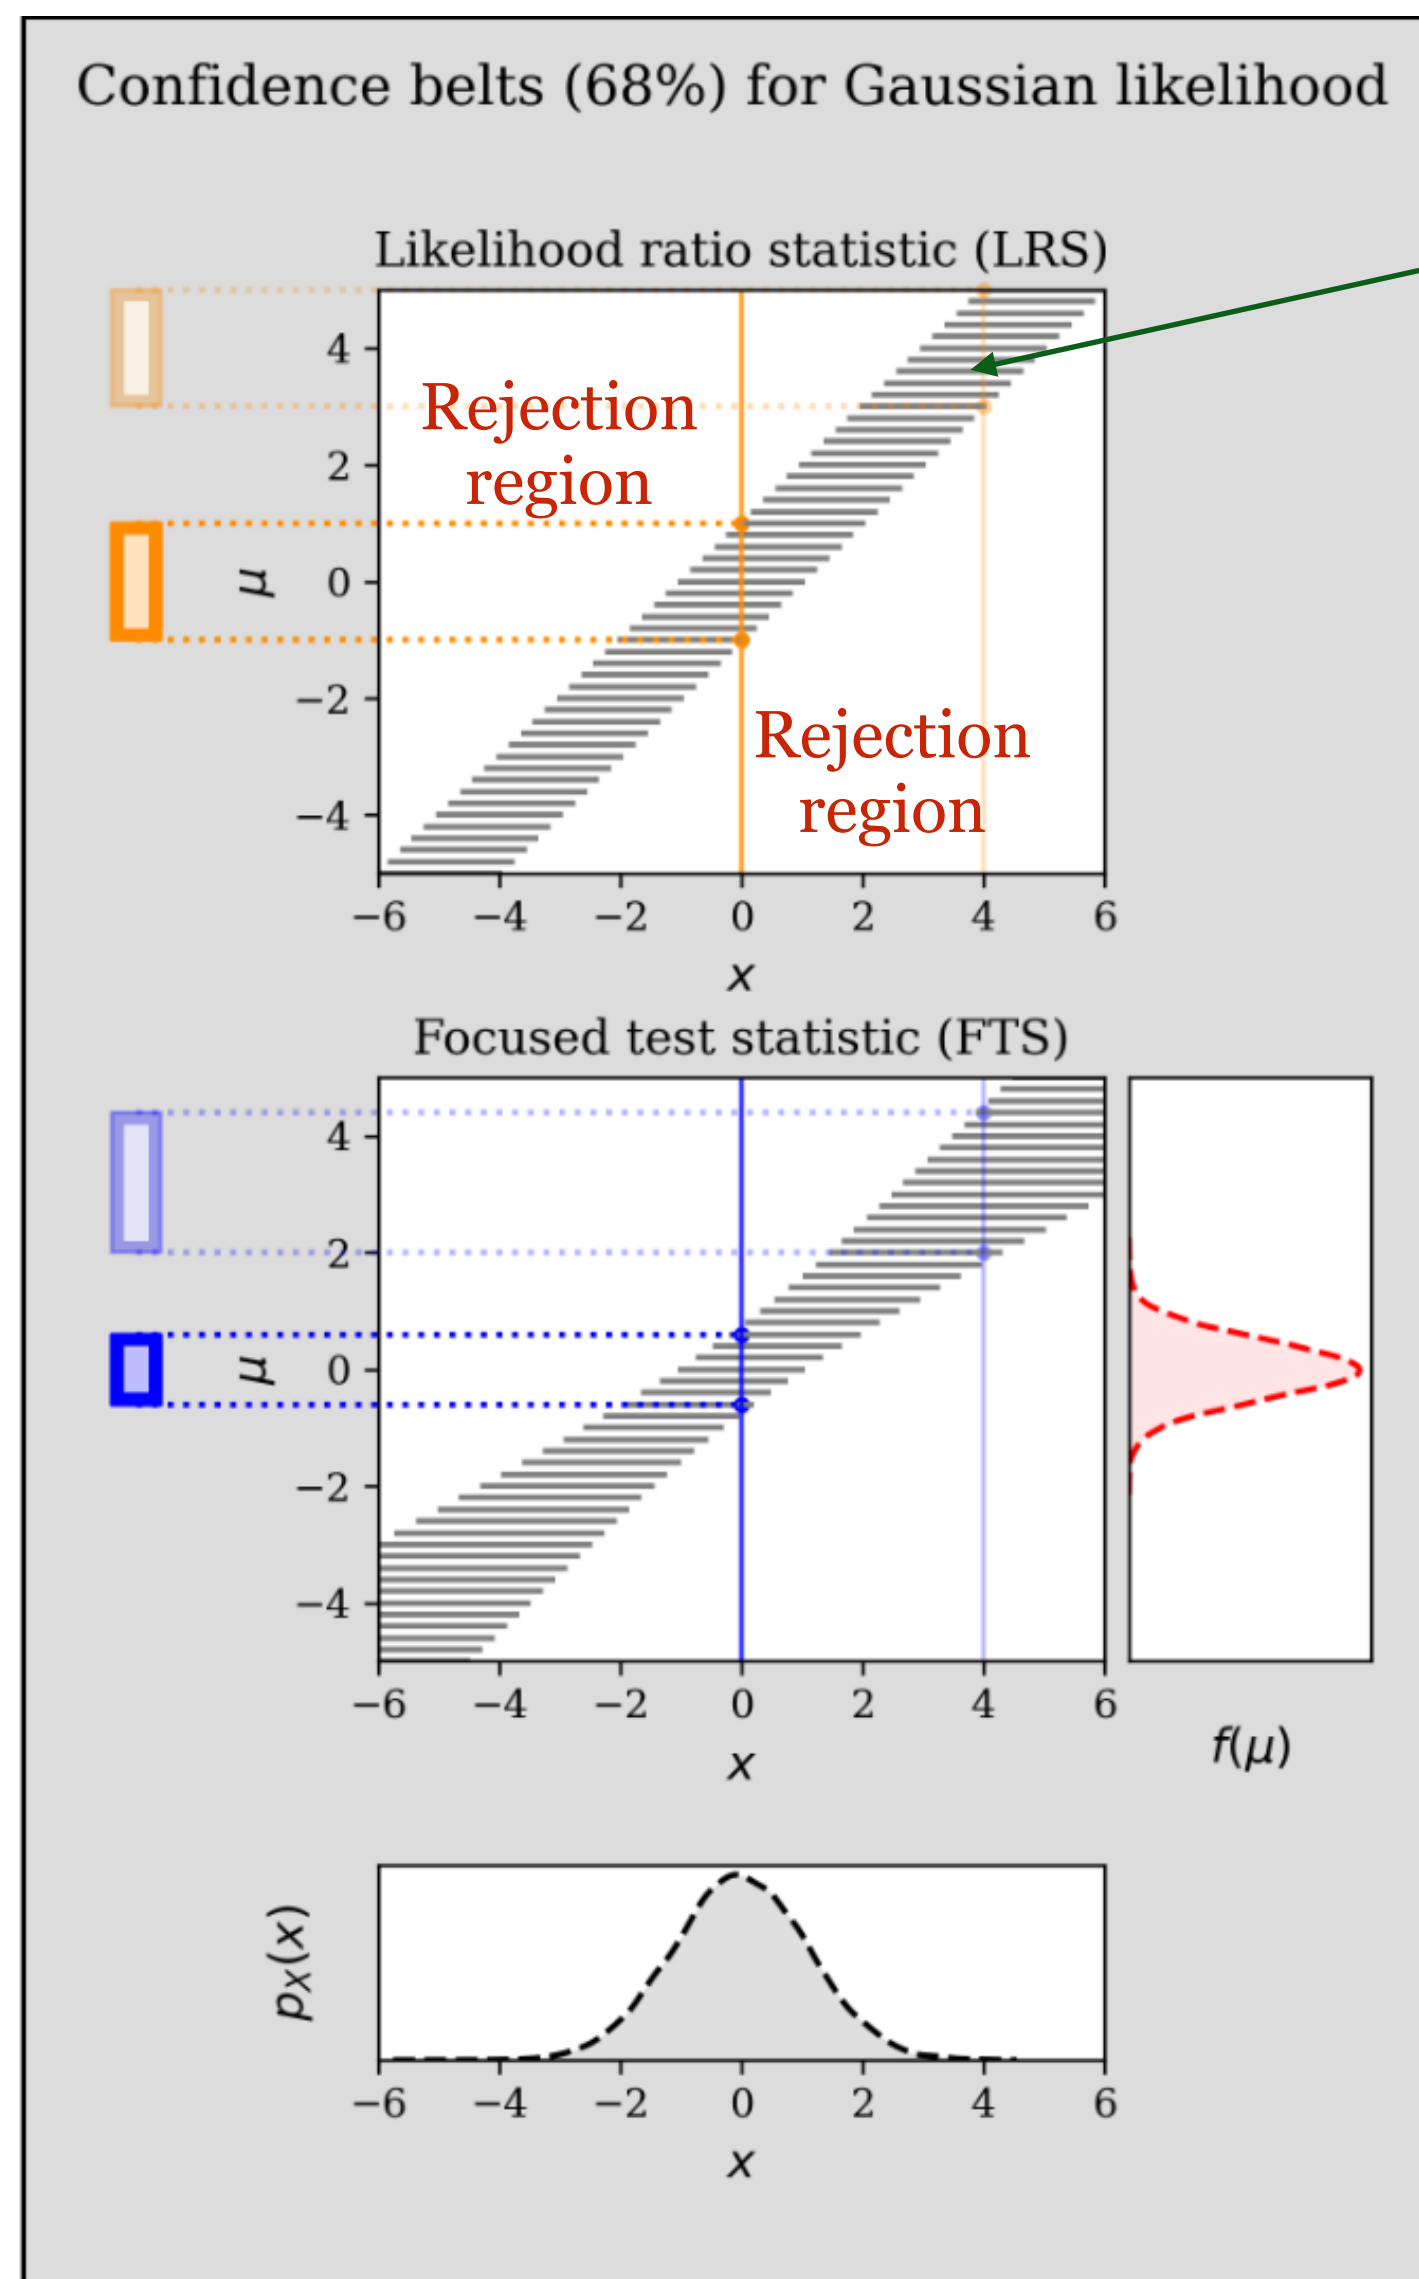 Confidence belts (68%) for Gaussian likelihood
Likelihood ratio statistic (LRS)
4
2
0
−2
−4
μ
Rejection
region
Rejection
region
−6 −4 −2 0 2 4 6
x
Focused test statistic (FTS)
4
2
0
−2
−4
μ
−6 −4 −2 0 2 4 6
x
f(μ)
pX(x)
−6 −4 −2 0 2 4 6
x